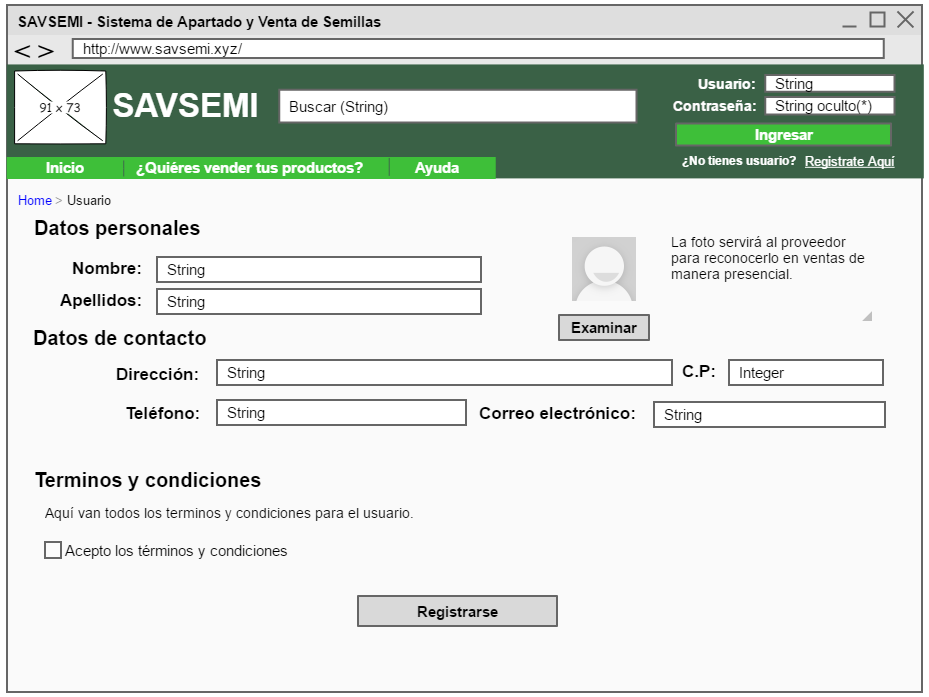 SAVSEMI - Sistema de Apartado y Venta de Semillas
< > http://www.savsemi.xyz/
91 x 73
SAVSEMI
Buscar (String)
Usuario: String
Contraseña: String oculto(*)
Ingresar
¿No tienes usuario? Registrate Aquí
Inicio ¿Quiéres vender tus productos? Ayuda
Home > Usuario
Datos personales
Nombre: String
Apellidos: String
La foto servirá al proveedor
para reconocerlo en ventas de
manera presencial.
Examinar
Datos de contacto
Dirección: String C.P: Integer
Teléfono: String Correo electrónico: String
Terminos y condiciones
Aquí van todos los terminos y condiciones para el usuario.
Acepto los términos y condiciones
Registrarse